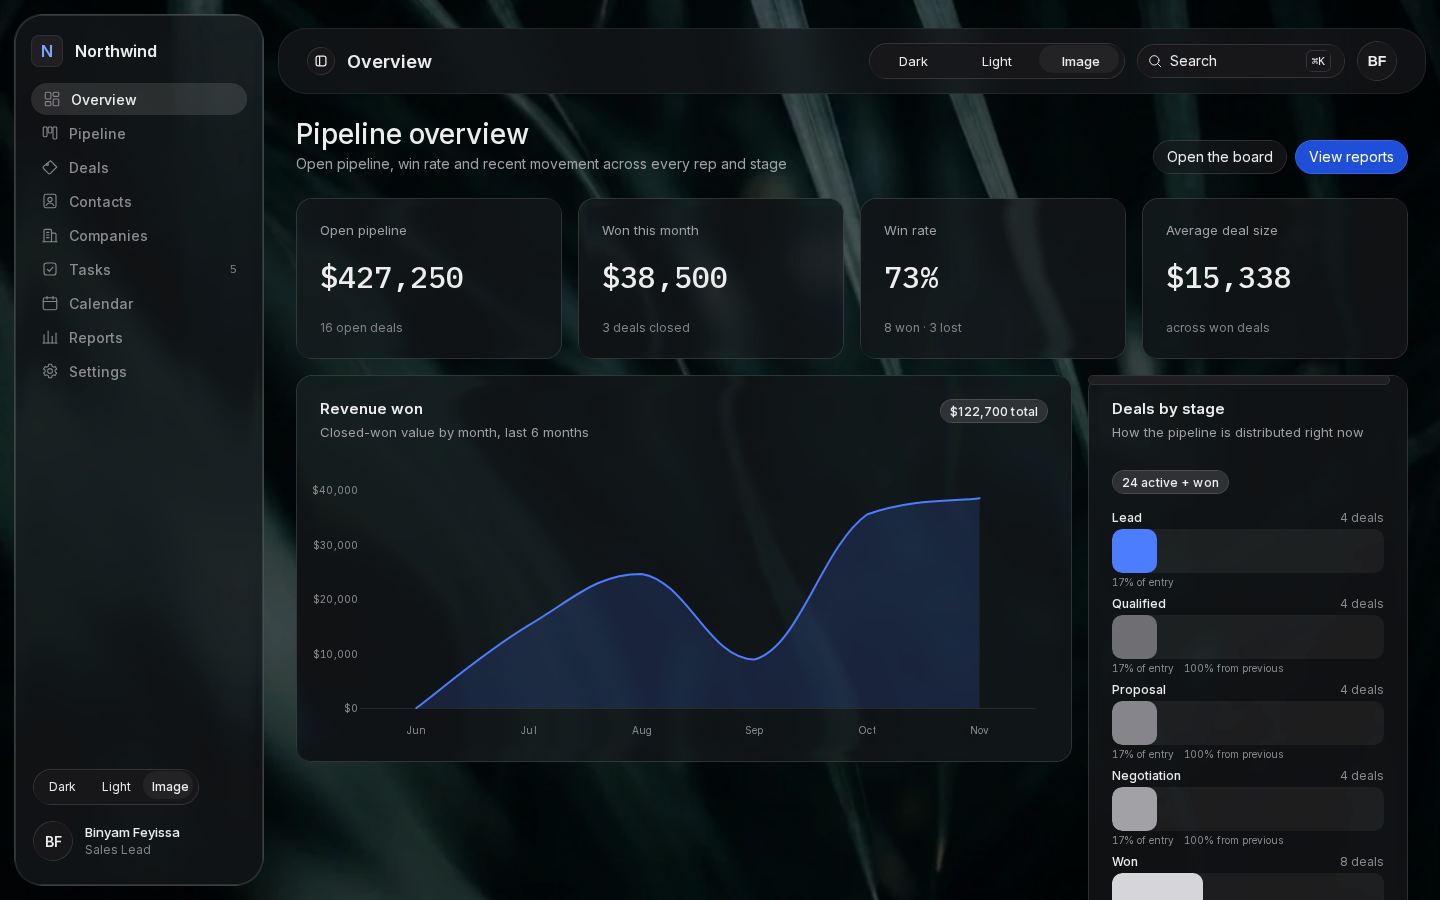 N Northwind
Overview
Pipeline
Deals
Contacts
Companies
Tasks 5
Calendar
Reports
Settings
Dark Light Image
BF
Binyam Feyissa
Sales Lead
Overview
Dark Light Image
Search ⌘K
BF
Pipeline overview
Open pipeline, win rate and recent movement across every rep and stage
Open the board
View reports
Open pipeline
$427,250
16 open deals
Won this month
$38,500
3 deals closed
Win rate
73%
8 won · 3 lost
Average deal size
$15,338
across won deals
Revenue won
Closed-won value by month, last 6 months
$122,700 total
$40,000
$30,000
$20,000
$10,000
$0
Jun Jul Aug Sep Oct Nov
Deals by stage
How the pipeline is distributed right now
24 active + won
Lead 4 deals
17% of entry
Qualified 4 deals
17% of entry 100% from previous
Proposal 4 deals
17% of entry 100% from previous
Negotiation 4 deals
17% of entry 100% from previous
Won 8 deals